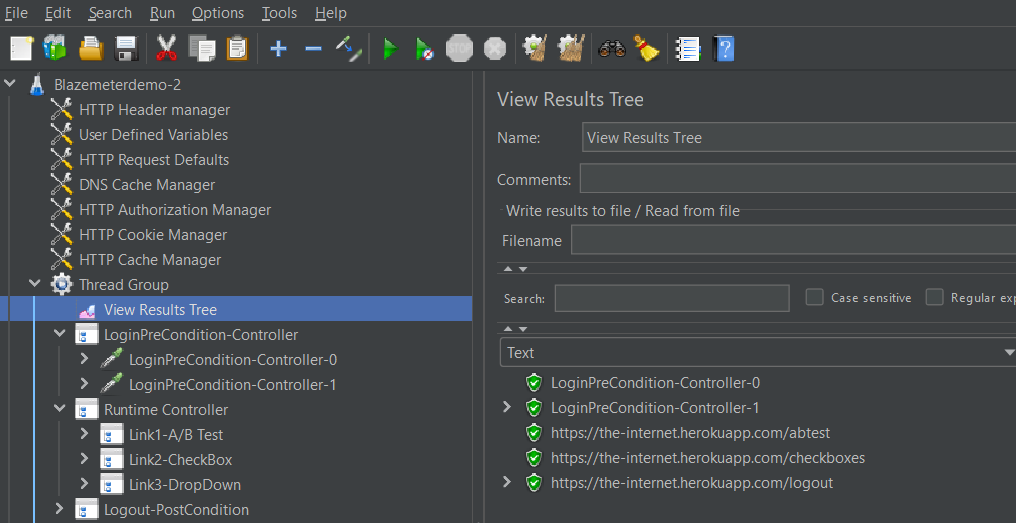 File Edit Search Run Options Tools Help
STOP
Blazemeterdemo-2
HTTP Header manager
User Defined Variables
HTTP Request Defaults
DNS Cache Manager
HTTP Authorization Manager
HTTP Cookie Manager
HTTP Cache Manager
Thread Group
View Results Tree
LoginPreCondition-Controller
LoginPreCondition-Controller-0
LoginPreCondition-Controller-1
Runtime Controller
Link1-A/B Test
Link2-CheckBox
Link3-DropDown
Logout-PostCondition
View Results Tree
Name: View Results Tree
Comments:
Write results to file / Read from file
Filename
Search: Case sensitive Regular exp
Text
LoginPreCondition-Controller-0
LoginPreCondition-Controller-1
https://the-internet.herokuapp.com/abtest
https://the-internet.herokuapp.com/checkboxes
https://the-internet.herokuapp.com/logout